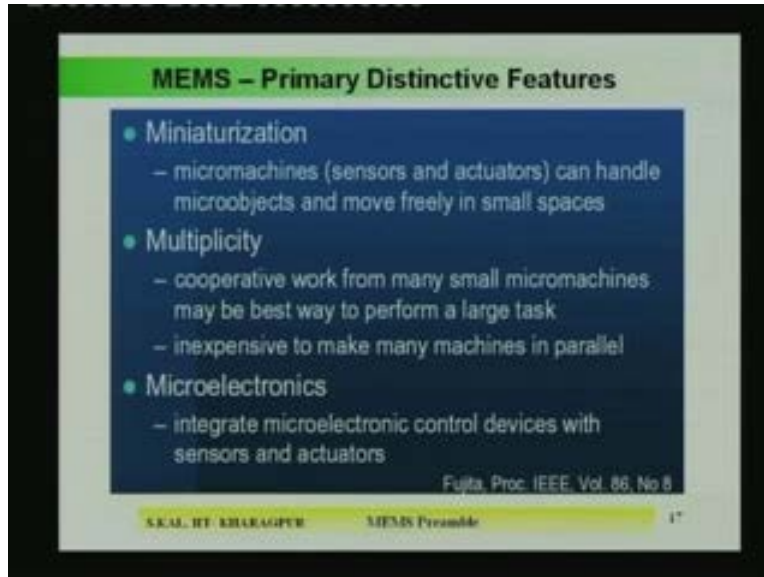 MEMS – Primary Distinctive Features
• Miniaturization
– micromachines (sensors and actuators) can handle
microobjects and move freely in small spaces
• Multiplicity
– cooperative work from many small micromachines
may be best way to perform a large task
– inexpensive to make many machines in parallel
• Microelectronics
– integrate microelectronic control devices with
sensors and actuators
Fujita, Proc. IEEE, Vol. 86, No 8
S.KAL, IIT- KHARAGPUR MEMS Preamble 17